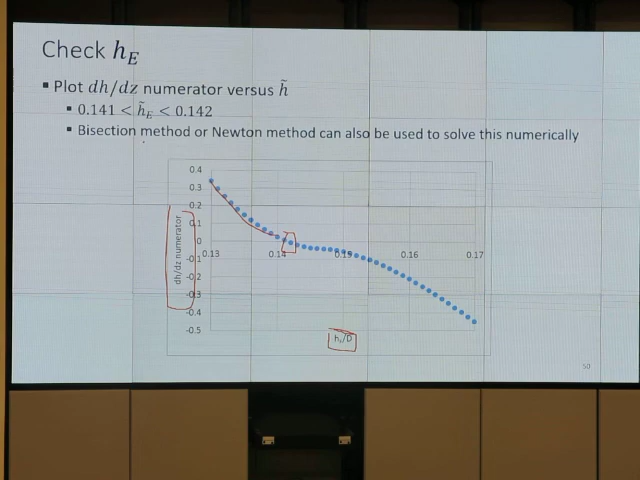 Check h_E
▪ Plot dh/dz numerator versus h̃
▪ 0.141 < h̃_E < 0.142
▪ Bisection method or Newton method can also be used to solve this numerically
0.4
0.3
0.2
0.1
0
-0.1
-0.2
-0.3
-0.4
-0.5
dh/dz numerator
0.13 0.14 0.15 0.16 0.17
h_L/D
50